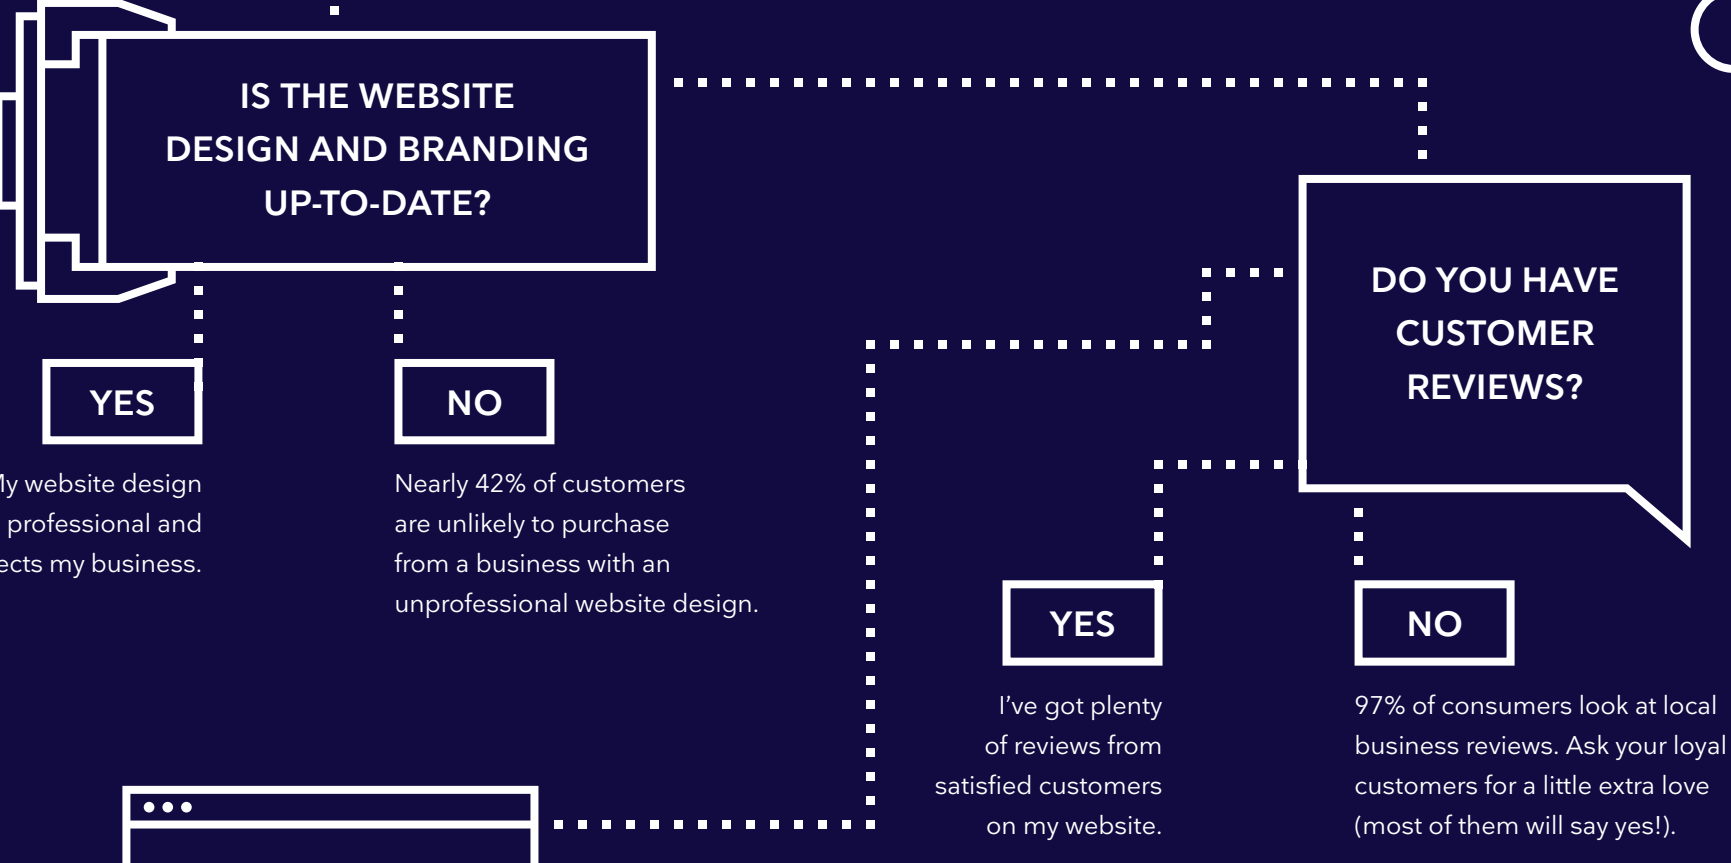 IS THE WEBSITE
DESIGN AND BRANDING
UP-TO-DATE?
YES
website design
professional and
my business.
NO
Nearly 42% of customers
are unlikely to purchase
from a business with an
unprofessional website design.
DO YOU HAVE
CUSTOMER
REVIEWS?
YES
I’ve got plenty
of reviews from
satisfied customers
on my website.
NO
97% of consumers look at local
business reviews. Ask your loyal
customers for a little extra love
(most of them will say yes!).